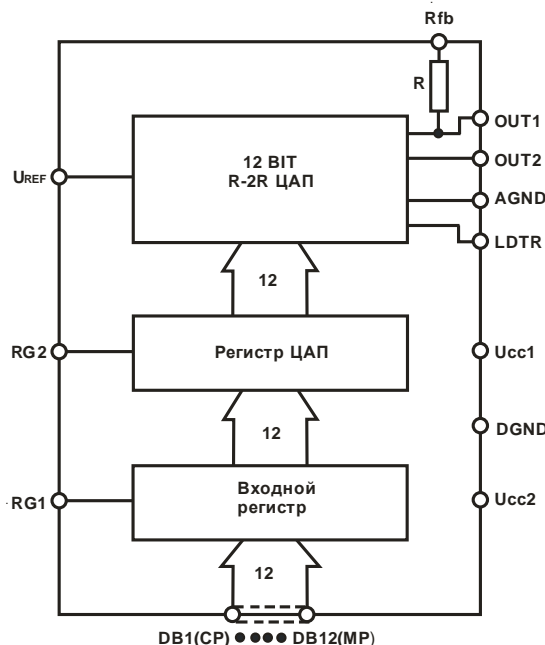 Rfb
R
OUT1
12 BIT
R-2R ЦАП
OUT2
UREF
AGND
LDTR
12
RG2
Регистр ЦАП
Ucc1
12
DGND
RG1
Входной
регистр
Ucc2
12
DB1(CP) ●●●● DB12(MP)